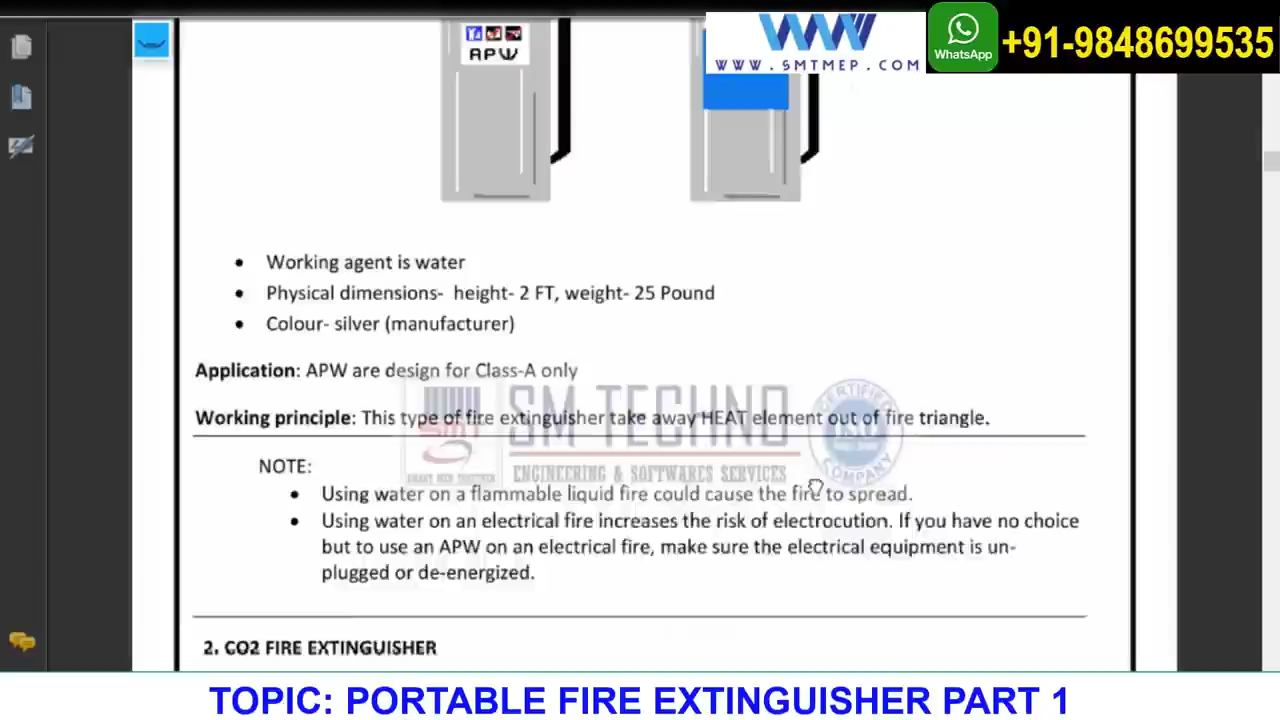 APW
WWW.SMTMEP.COM
WhatsApp
+91-9848699535
• Working agent is water
• Physical dimensions- height- 2 FT, weight- 25 Pound
• Colour- silver (manufacturer)
Application: APW are design for Class-A only
Working principle: This type of fire extinguisher take away HEAT element out of fire triangle.
SMT
SM TECHNO
ENGINEERING & SOFTWARES SERVICES
CERTIFIED
ISO
COMPANY
NOTE:
• Using water on a flammable liquid fire could cause the fire to spread.
• Using water on an electrical fire increases the risk of electrocution. If you have no choice
but to use an APW on an electrical fire, make sure the electrical equipment is un-
plugged or de-energized.
2. CO2 FIRE EXTINGUISHER
TOPIC: PORTABLE FIRE EXTINGUISHER PART 1